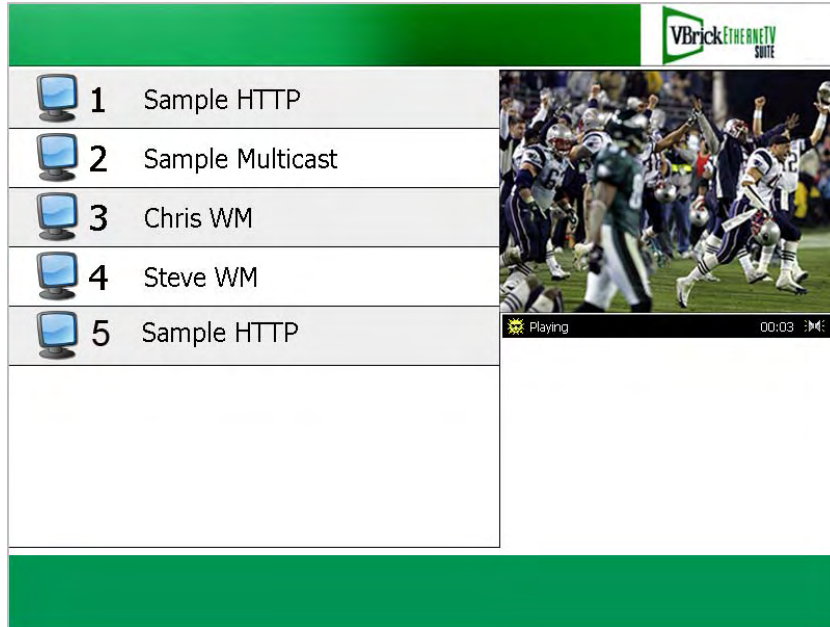 VBrick ETHERNETV
SUITE
1 Sample HTTP
2 Sample Multicast
3 Chris WM
4 Steve WM
5 Sample HTTP
Playing 00:03